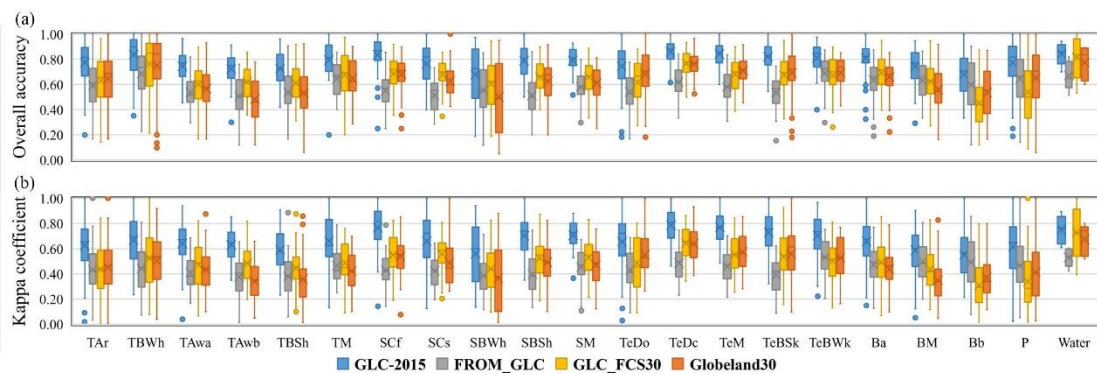 (a)
Overall accuracy
1.00
0.80
0.60
0.40
0.20
0.00
(b)
Kappa coefficient
1.00
0.80
0.60
0.40
0.20
0.00
TAr TBWh TAwa TAwb TBSh TM SCf SCs SBWh SBSh SM TeDo TeDc TeM TeBSk TeBWk Ba BM Bb P Water
GLC-2015 FROM_GLC GLC_FCS30 Globeland30